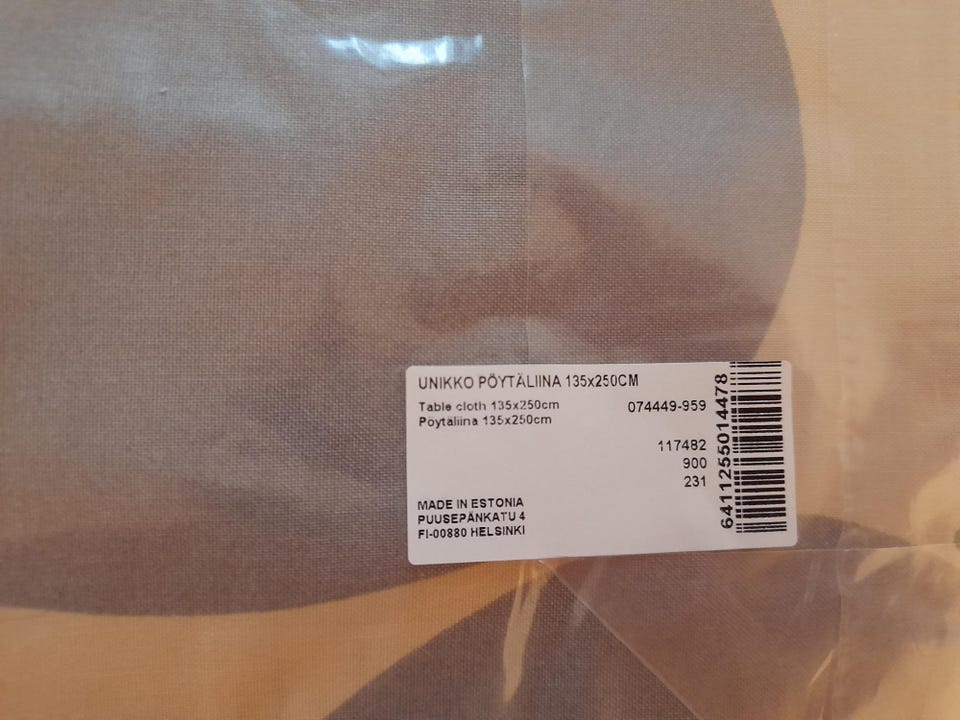 UNIKKO PÖYTÄLIINA 135x250CM
Table cloth 135x250cm
Pöytäliina 135x250cm
074449-959
117482
900
231
MADE IN ESTONIA
PUUSEPÄNKATU 4
FI-00880 HELSINKI
6411255014478